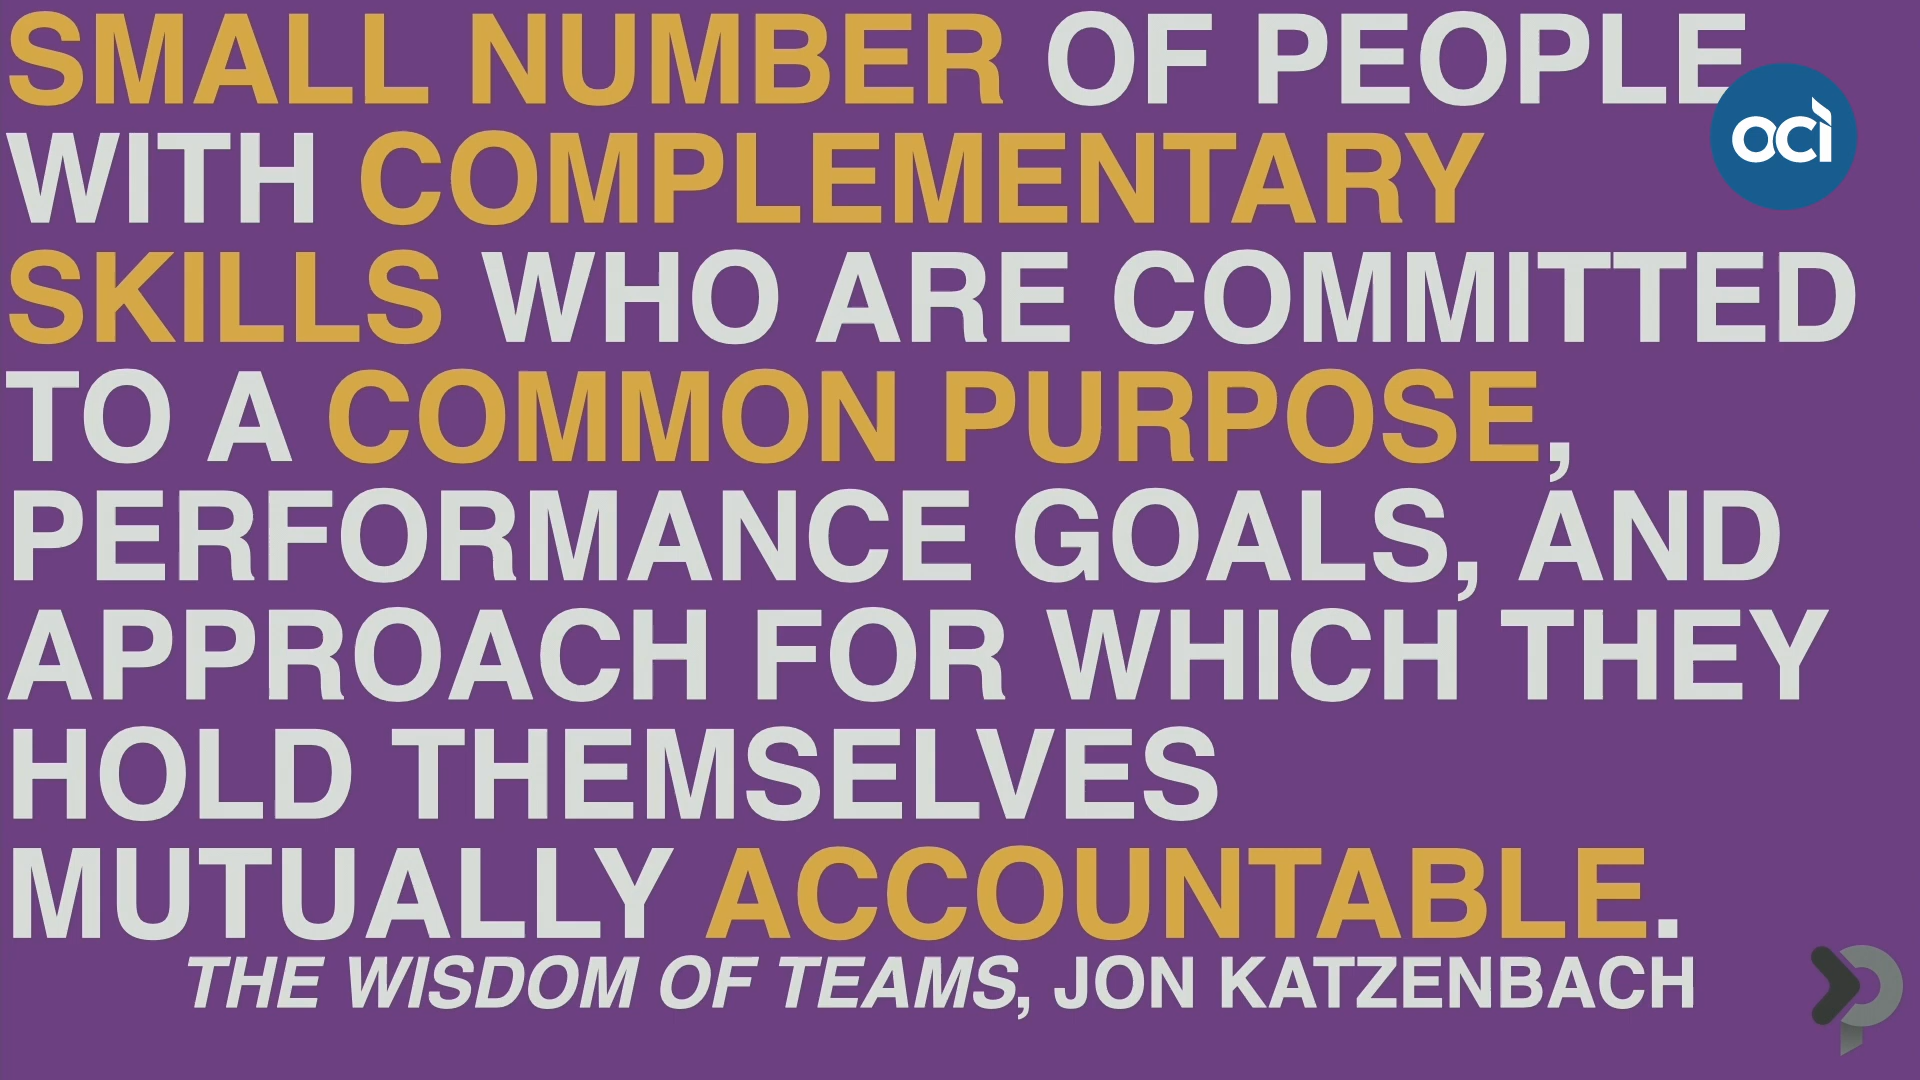 SMALL NUMBER OF PEOPLE
WITH COMPLEMENTARY
SKILLS WHO ARE COMMITTED
TO A COMMON PURPOSE,
PERFORMANCE GOALS, AND
APPROACH FOR WHICH THEY
HOLD THEMSELVES
MUTUALLY ACCOUNTABLE.
THE WISDOM OF TEAMS, JON KATZENBACH
oci